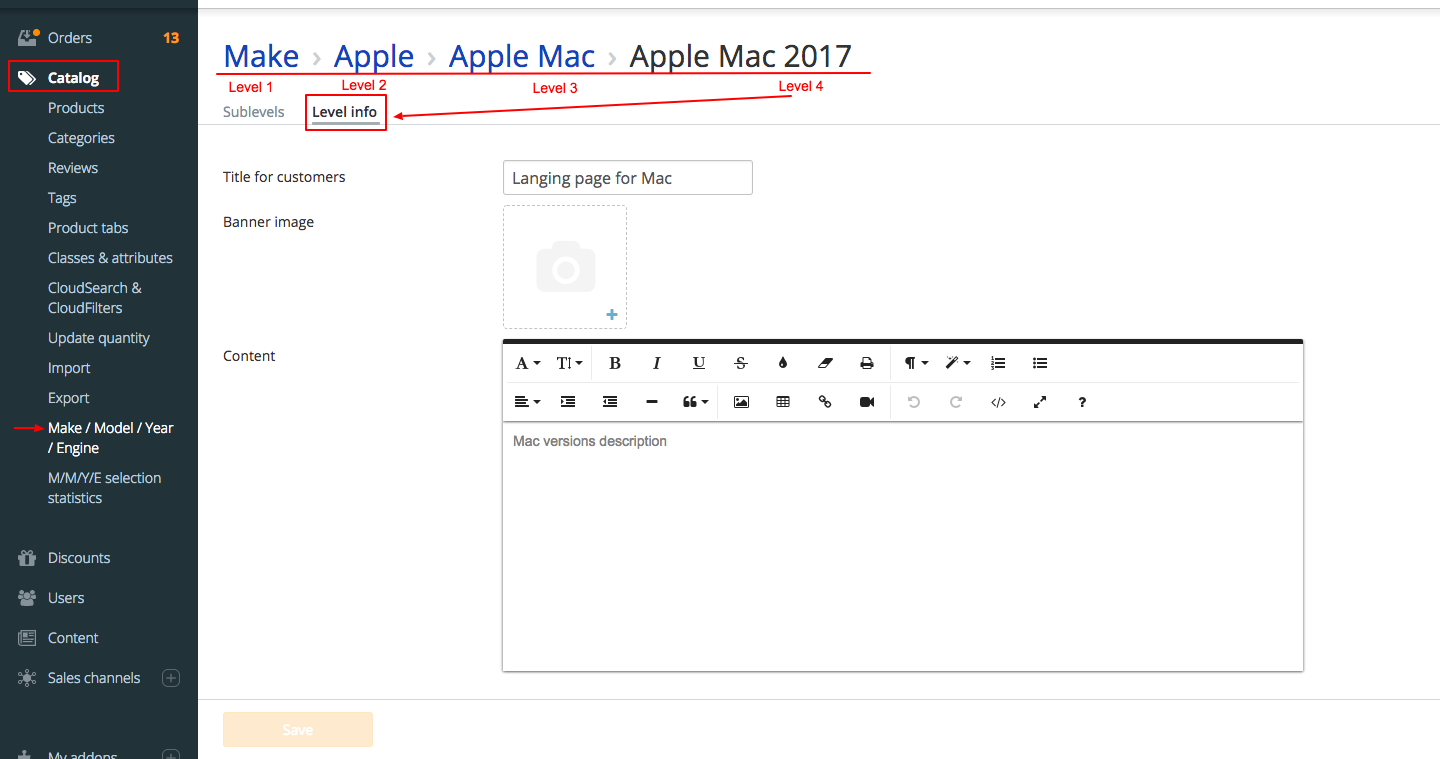 Orders 13
Catalog
Products
Categories
Reviews
Tags
Product tabs
Classes & attributes
CloudSearch &
CloudFilters
Update quantity
Import
Export
Make / Model / Year
/ Engine
M/M/Y/E selection
statistics
Discounts
Users
Content
Sales channels
My addons
Make › Apple › Apple Mac › Apple Mac 2017
Level 1 Level 2 Level 3 Level 4
Sublevels Level info
Title for customers Langing page for Mac
Banner image
Content
Mac versions description
Save